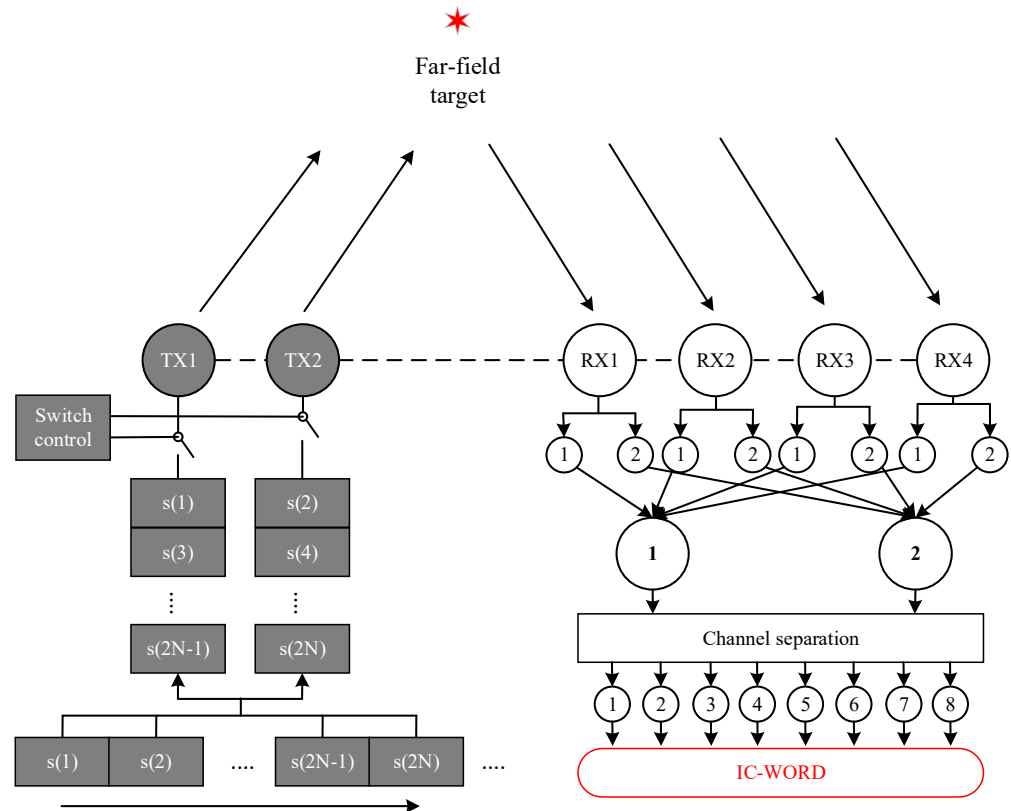 Far-field
target
TX1 TX2 RX1 RX2 RX3 RX4
Switch
control
1 2 1 2 1 2 1 2
s(1) s(2)
s(3) s(4)
..... .....
s(2N-1) s(2N)
1 2
Channel separation
1 2 3 4 5 6 7 8
s(1) s(2) .... s(2N-1) s(2N) ....
IC-WORD